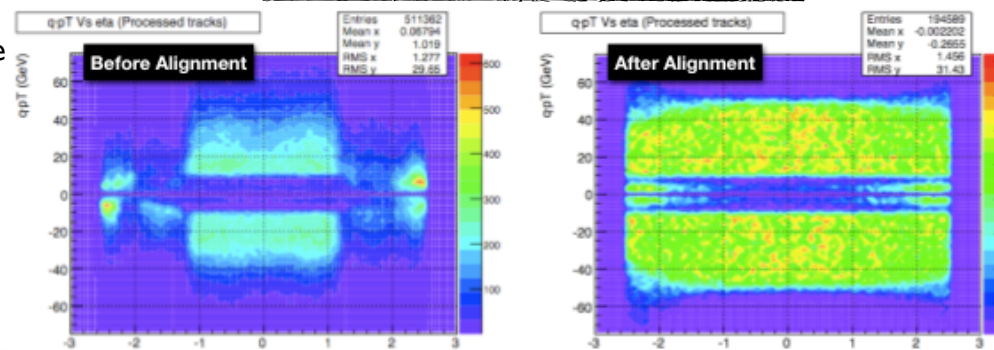 e
q·pT Vs eta (Processed tracks)
Entries 511362
Mean x 0.06794
Mean y 1.019
RMS x 1.277
RMS y 29.65
Before Alignment
q·pT (GeV)
60
40
20
0
-20
-40
-60
-3 -2 -1 0 1 2 3
600
500
400
300
200
100
q·pT Vs eta (Processed tracks)
Entries 194589
Mean x -0.002202
Mean y -0.2655
RMS x 1.456
RMS y 31.43
After Alignment
q·pT (GeV)
60
40
20
0
-20
-40
-60
-3 -2 -1 0 1 2 3